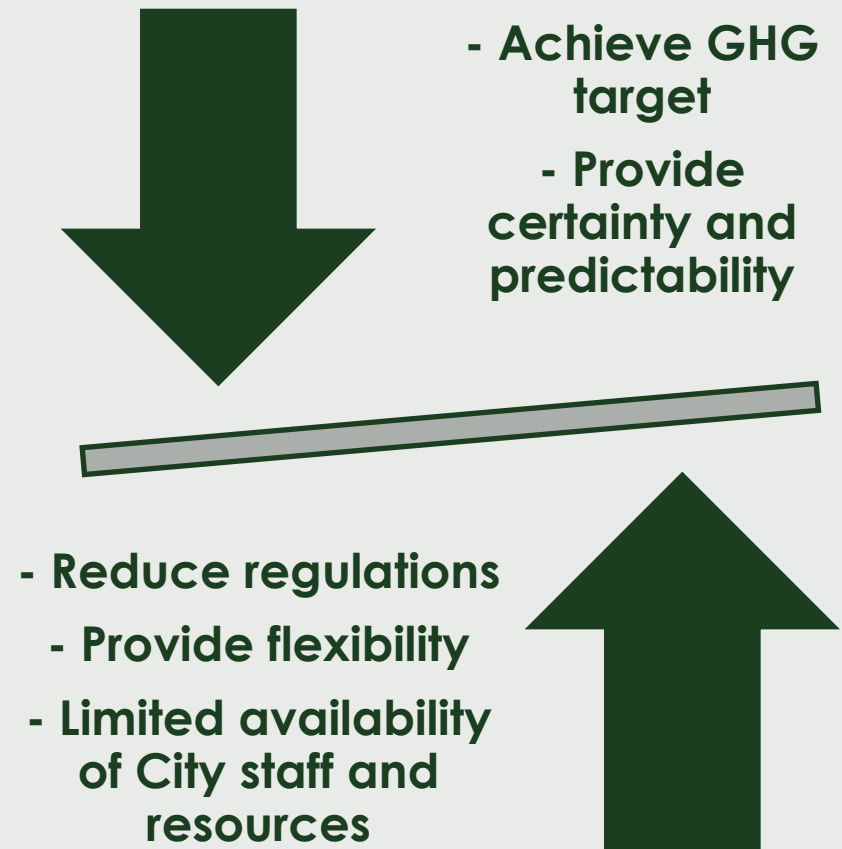 - Achieve GHG
target
- Provide
certainty and
predictability
- Reduce regulations
- Provide flexibility
- Limited availability
of City staff and
resources